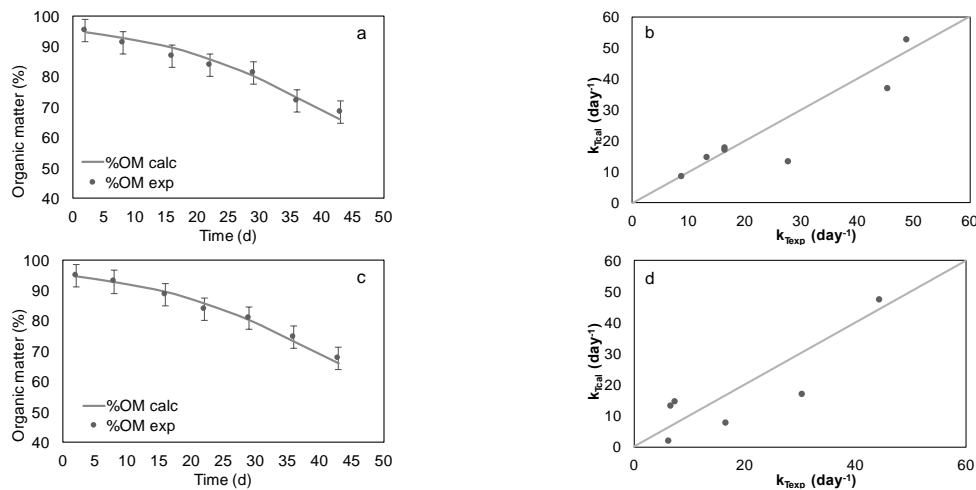 a
100
90
80
70
60
50
40
Organic matter (%)
%OM calc
%OM exp
0 5 10 15 20 25 30 35 40 45 50
Time (d)
b
60
50
40
30
20
10
0
kTcal (day-1)
0 20 40 60
kTexp (day-1)
c
100
90
80
70
60
50
40
Organic matter (%)
%OM calc
%OM exp
0 5 10 15 20 25 30 35 40 45 50
Time (d)
d
60
50
40
30
20
10
0
kTcal (day-1)
0 20 40 60
kTexp (day-1)